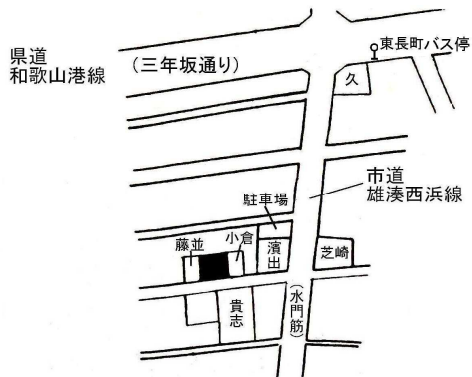 東長町バス停
県道
和歌山港線
(三年坂通り)
久
市道
雄湊西浜線
駐車場
藤並
小倉
濱出
芝崎
(水門筋)
貴志